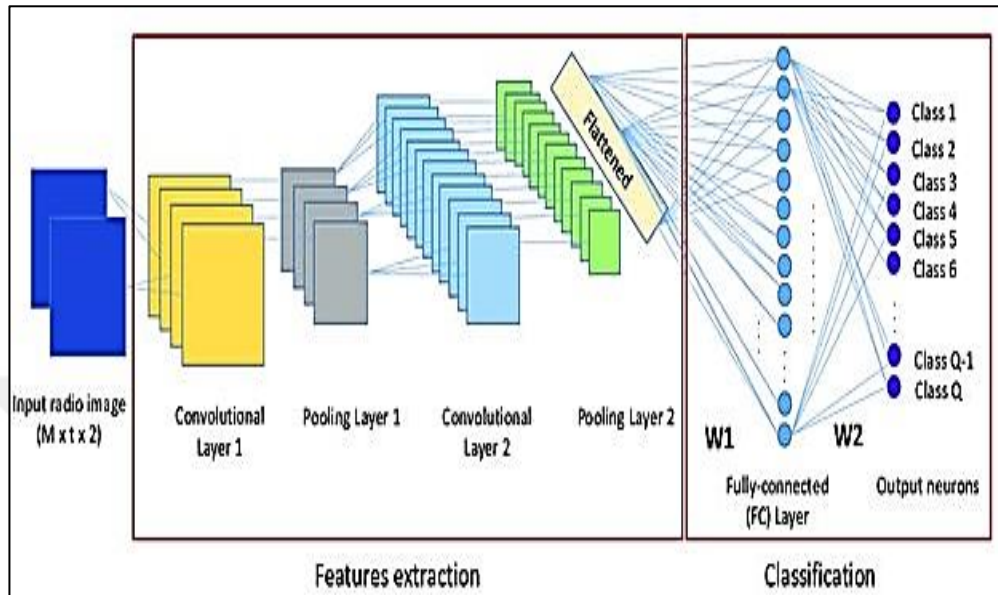 Flattened
Class 1
Class 2
Class 3
Class 4
Class 5
Class 6
Class Q-1
Class Q
Input radio image
(M x t x 2)
Convolutional
Layer 1
Pooling Layer 1
Convolutional
Layer 2
Pooling Layer 2
W1
W2
Fully-connected
(FC) Layer
Output neurons
Features extraction
Classification